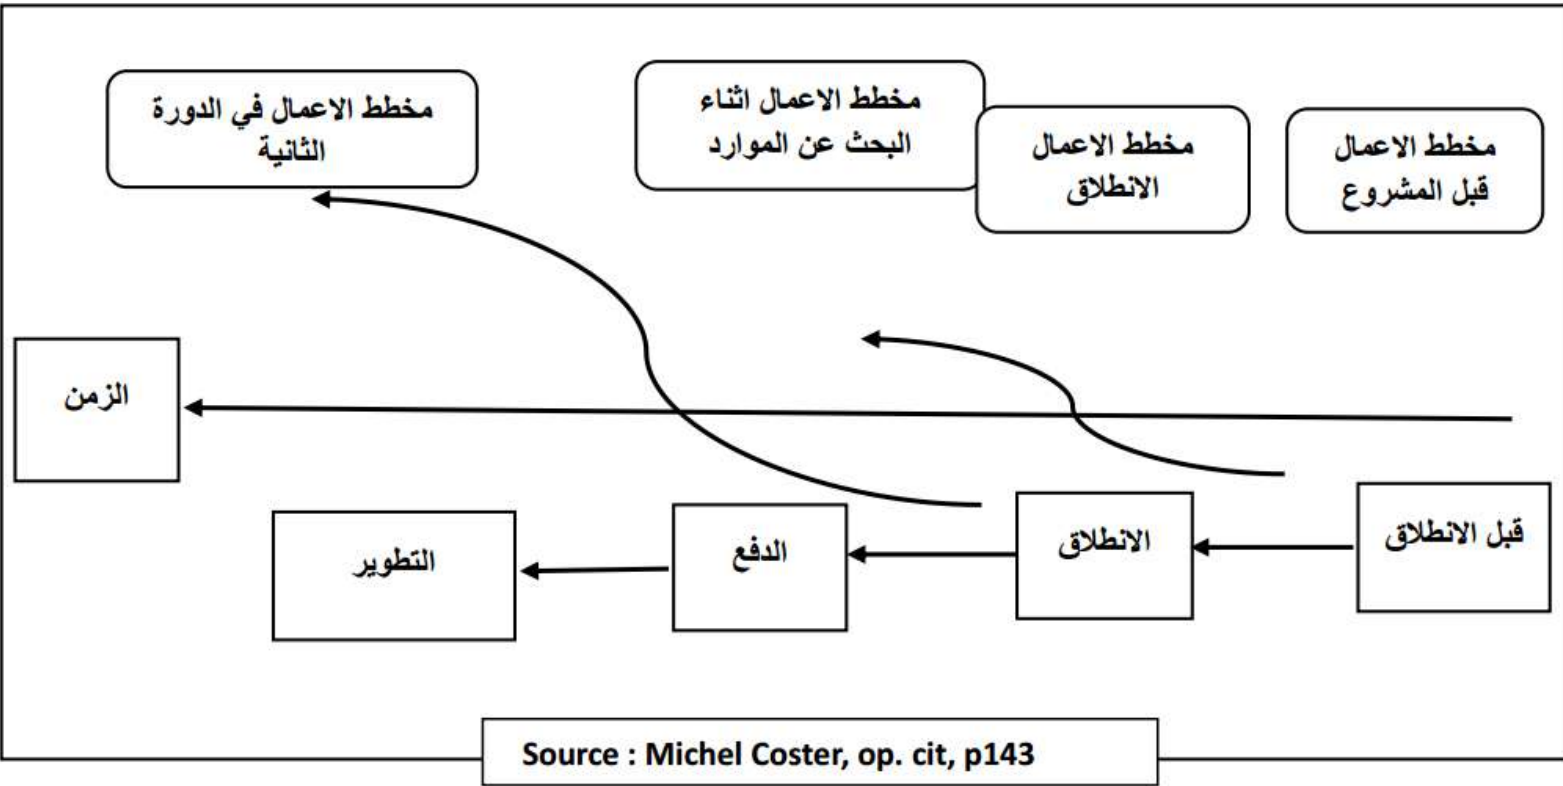 مخطط الاعمال
قبل المشروع
مخطط الاعمال
الانطلاق
مخطط الاعمال اثناء
البحث عن الموارد
مخطط الاعمال في الدورة
الثانية
الزمن
قبل الانطلاق
الانطلاق
الدفع
التطوير
Source : Michel Coster, op. cit, p143